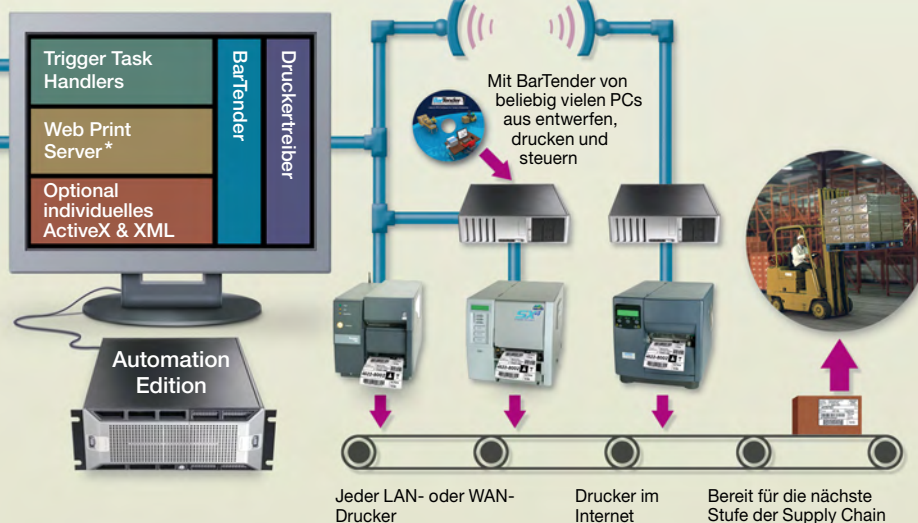 Trigger Task
Handlers
Web Print
Server*
Optional
individuelles
ActiveX & XML
BarTender
Druckertreiber
Mit BarTender von
beliebig vielen PCs
aus entwerfen,
drucken und
steuern
BarTender
Automation
Edition
Jeder LAN- oder WAN-
Drucker
Drucker im
Internet
Bereit für die nächste
Stufe der Supply Chain